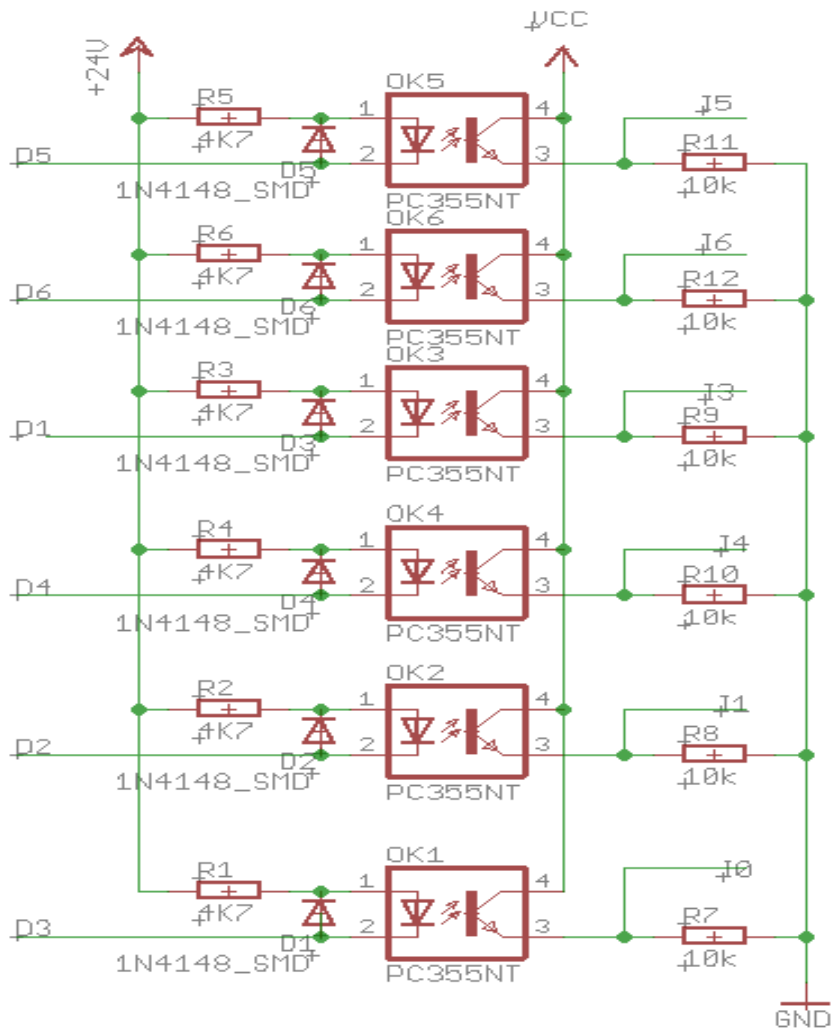 +24V
VCC
R5
4K7
D5
D5
1N4148_SMD
OK5
1
2
4
3
PC355NT
I5
R11
10k
R6
4K7
D6
D6
1N4148_SMD
OK6
1
2
4
3
PC355NT
I6
R12
10k
R3
4K7
D1
D3
1N4148_SMD
OK3
1
2
4
3
PC355NT
I3
R9
10k
R4
4K7
D4
D4
1N4148_SMD
OK4
1
2
4
3
PC355NT
I4
R10
10k
R2
4K7
D2
D2
1N4148_SMD
OK2
1
2
4
3
PC355NT
I1
R8
10k
R1
4K7
D3
D1
1N4148_SMD
OK1
1
2
4
3
PC355NT
I0
R7
10k
GND